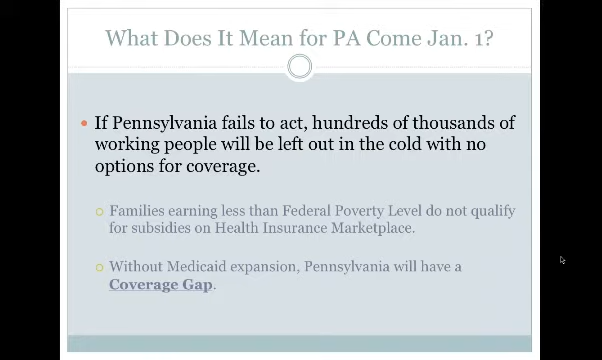 What Does It Mean for PA Come Jan. 1?
• If Pennsylvania fails to act, hundreds of thousands of
working people will be left out in the cold with no
options for coverage.
Families earning less than Federal Poverty Level do not qualify
for subsidies on Health Insurance Marketplace.
Without Medicaid expansion, Pennsylvania will have a
Coverage Gap.